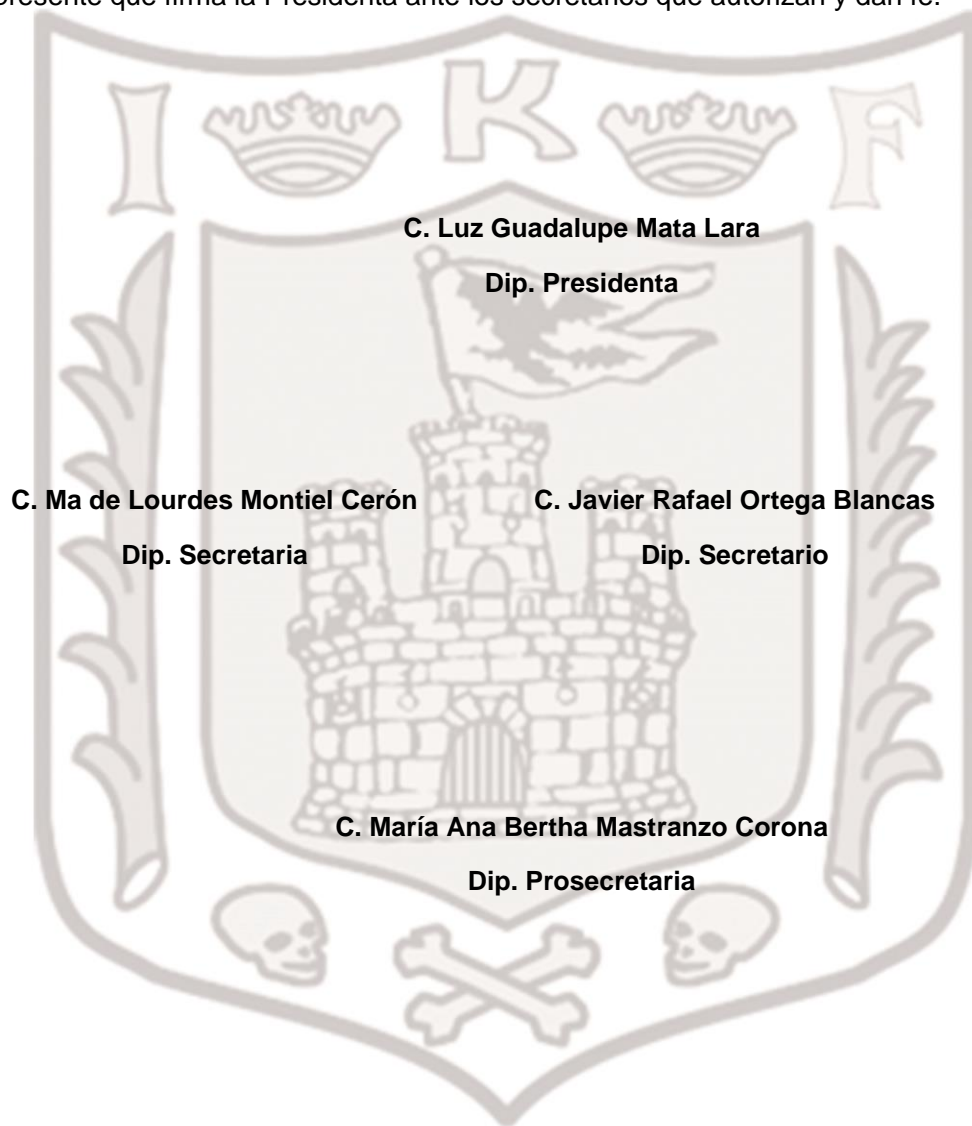 presente que firma la Presidenta ante los secretarios que autorizan y dan fe.
I K F
C. Luz Guadalupe Mata Lara
Dip. Presidenta
C. Ma de Lourdes Montiel Cerón C. Javier Rafael Ortega Blancas
Dip. Secretaria Dip. Secretario
C. María Ana Bertha Mastranzo Corona
Dip. Prosecretaria